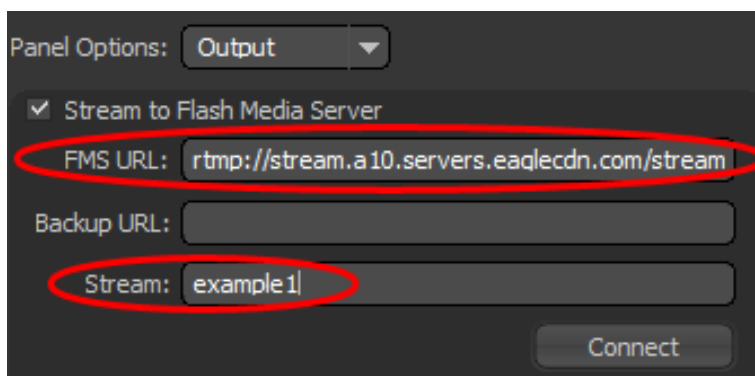 Panel Options: Output
Stream to Flash Media Server
FMS URL: rtmp://stream.a10.servers.eaglecdn.com/stream
Backup URL:
Stream: example1
Connect